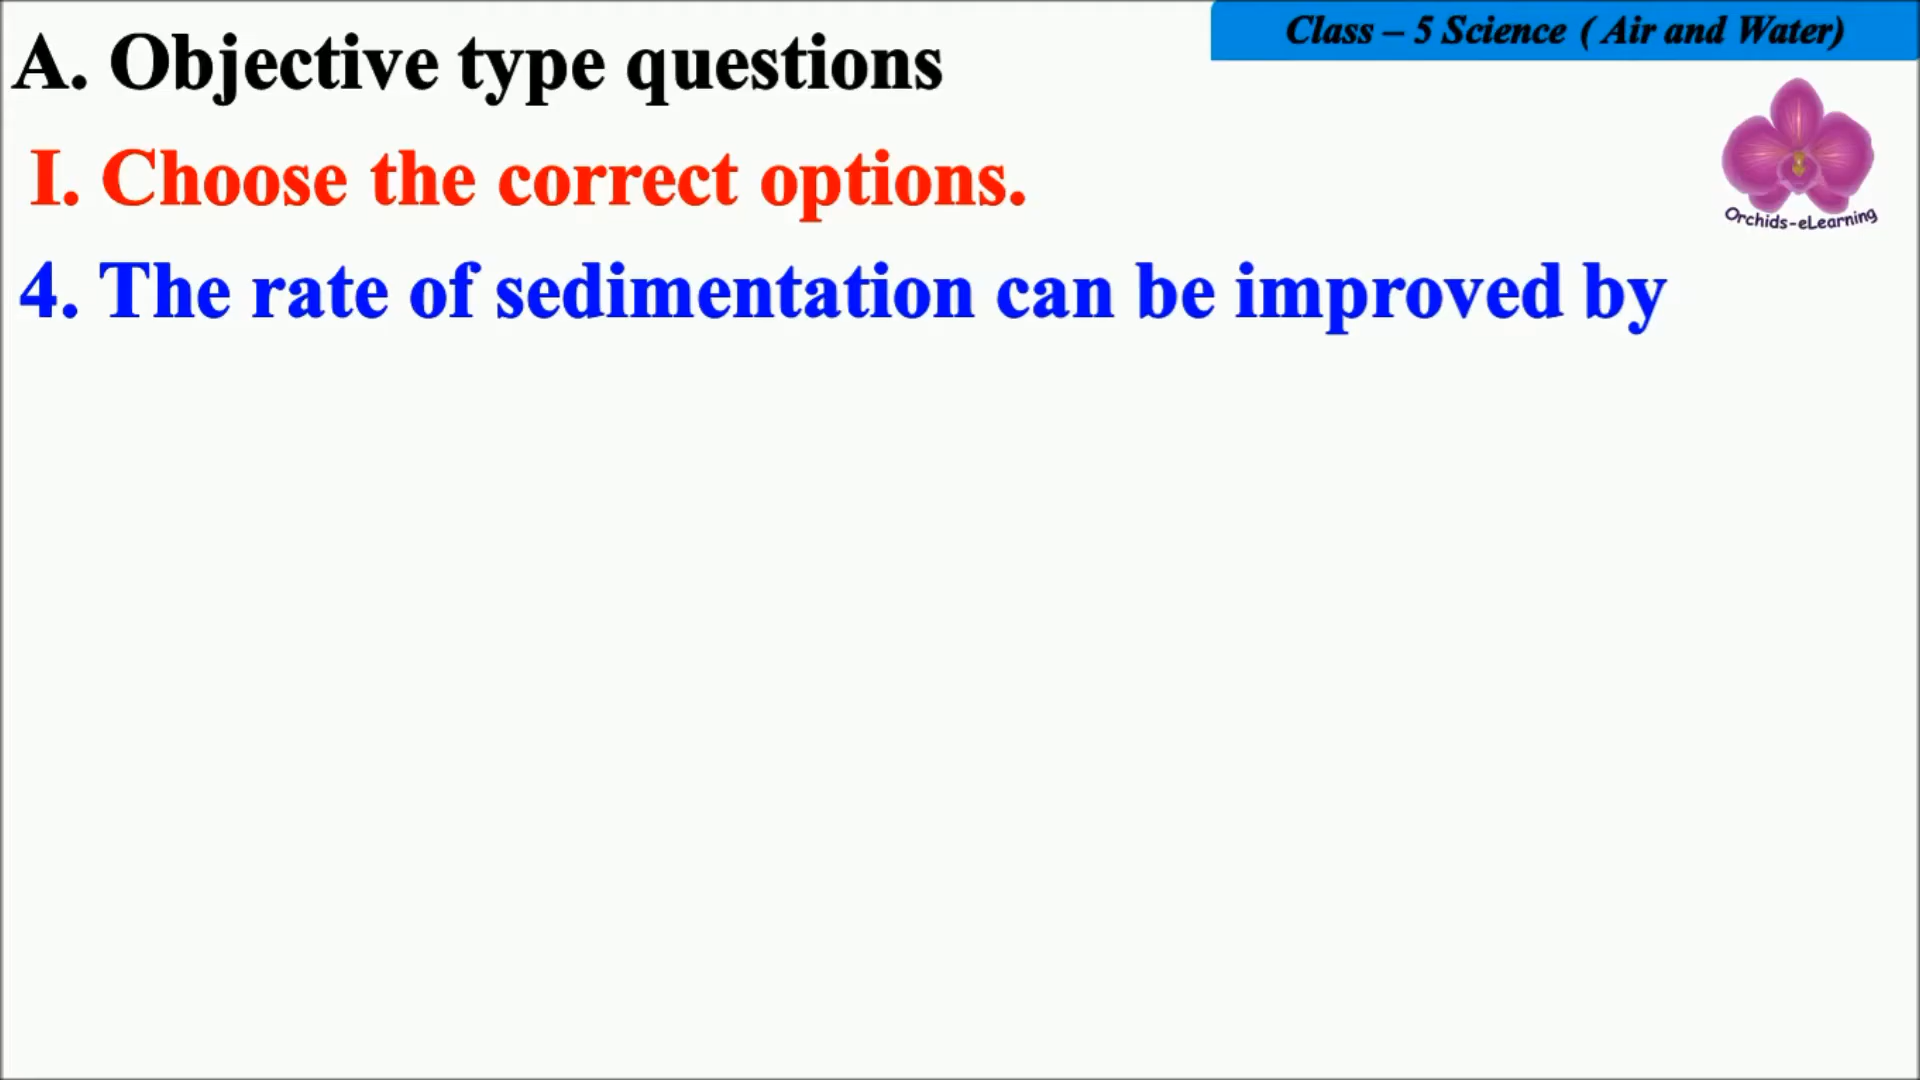 Class – 5 Science ( Air and Water)
A. Objective type questions
I. Choose the correct options.
Orchids-eLearning
4. The rate of sedimentation can be improved by